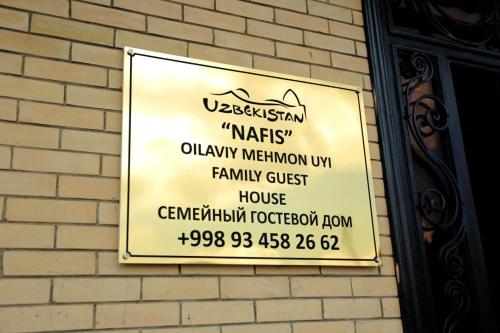 UZBEKISTAN
"NAFIS"
OILAVIY MEHMON UYI
FAMILY GUEST
HOUSE
СЕМЕЙНЫЙ ГОСТЕВОЙ ДОМ
+998 93 458 26 62